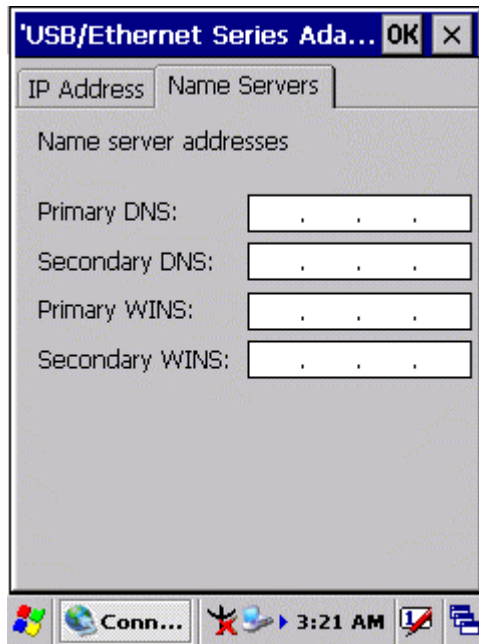 'USB/Ethernet Series Ada... OK ×
IP Address Name Servers
Name server addresses
Primary DNS: . . .
Secondary DNS: . . .
Primary WINS: . . .
Secondary WINS: . . .
Conn... 3:21 AM 1